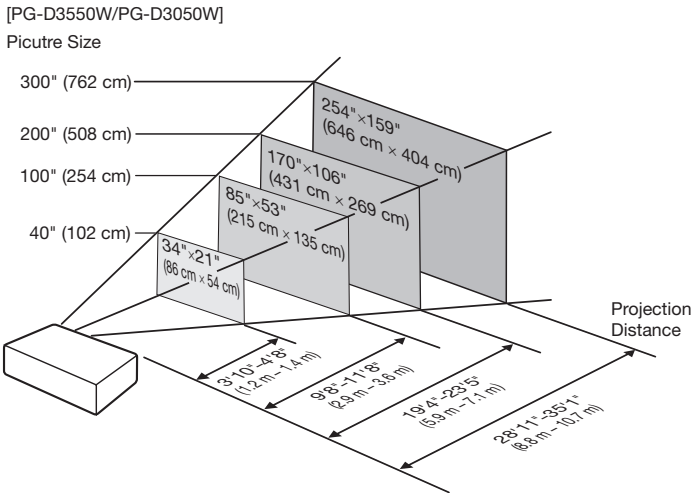 [PG-D3550W/PG-D3050W]
Picutre Size
300" (762 cm)
254"×159"
(646 cm × 404 cm)
200" (508 cm)
170"×106"
(431 cm × 269 cm)
100" (254 cm)
85"×53"
(215 cm × 135 cm)
40" (102 cm)
34"×21"
(86 cm × 54 cm)
Projection
Distance
3'10"-4'8"
(1.2 m – 1.4 m)
9'8"-11'8"
(2.9 m – 3.6 m)
19'4"-23'5"
(5.9 m – 7.1 m)
28'11"-35'1"
(8.8 m – 10.7 m)